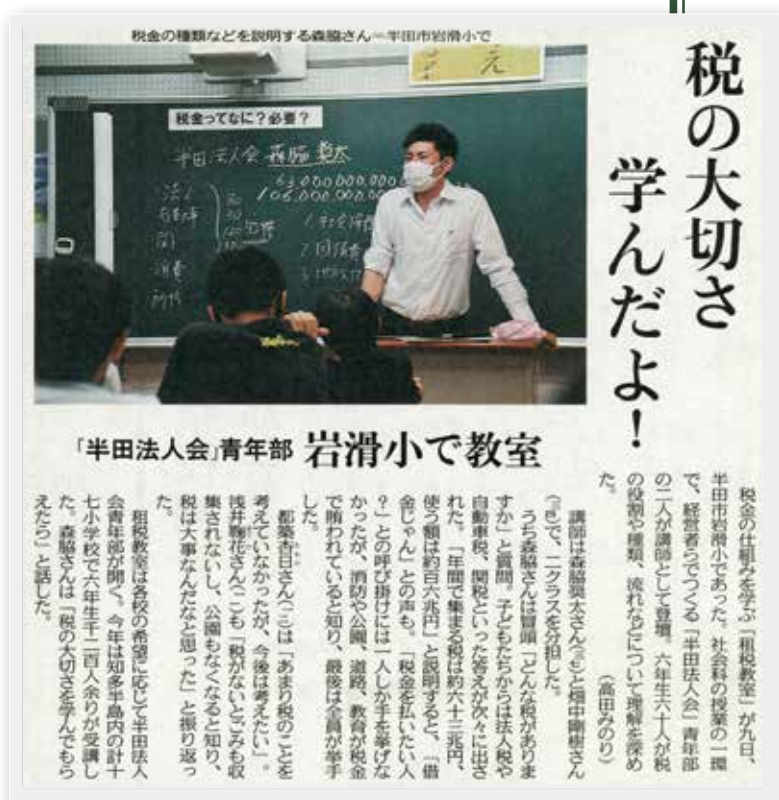 税金の種類などを説明する森脇さん=半田市岩滑小で
税の大切さ
学んだよ!
税金ってなに?必要?
半田法人会 森脇
63,000,000,000
106,000,000,000
法人
自動車
関
消費
所得
「半田法人会」青年部 岩滑小で教室
税金の仕組みを学ぶ「租税教室」が九日、
半田市岩滑小であった。社会科の授業の一環
で、経営者らでつくる「半田法人会」青年部
の二人が講師として登壇。六年生六十人が税
の役割や種類、流れなどについて理解を深め
た。
(高田みのり)
講師は森脇奨太さんと畑中剛樹さん
で、二クラスを分担した。
うち森脇さんは冒頭「どんな税がありま
すか」と質問。子どもたちからは法人税や
自動車税、関税といった答えが次々に出さ
れた。「年間で集まる税は約六十三兆円、
使う額は約百六兆円」と説明すると、「借
金じゃん」との声も。「税金を払いたい人
?」との呼び掛けには一人しか手を挙げな
かったが、消防や公園、道路、教育が税金
で賄われていると知り、最後は全員が挙手
した。
都築杏日さん(一二)は「あまり税のことを
考えていなかったが、今後は考えたい」。
浅井鞠花さん(一二)も「税がないとごみも収
集されないし、公園もなくなると知り、
税は大事なんだなと思った」と振り返っ
た。
租税教室は各校の希望に応じて半田法人
会青年部が開く。今年は知多半島内の計十
七小学校で六年生千二百人余りが受講し
た。森脇さんは「税の大切さを学んでもら
えたら」と話した。